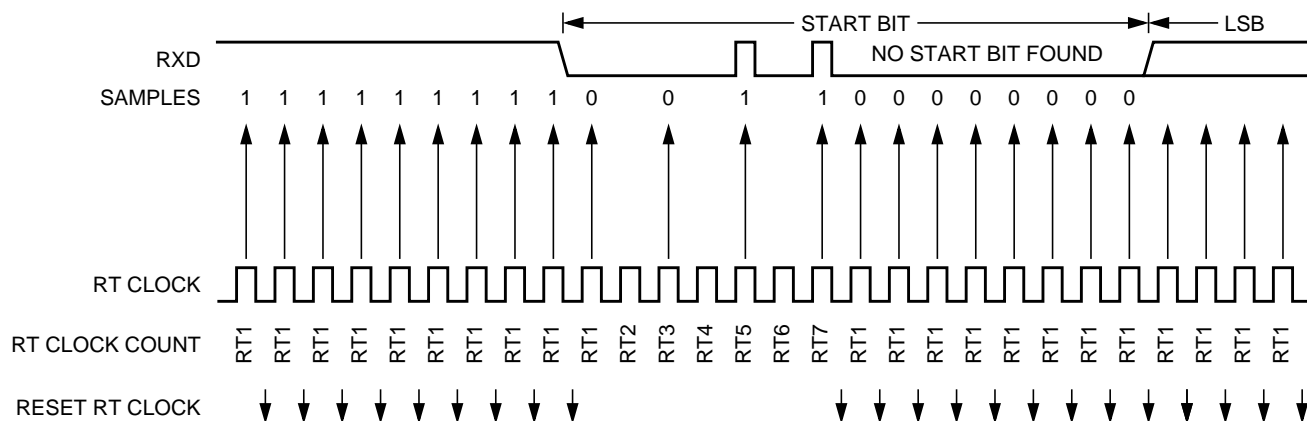 START BIT LSB
RXD NO START BIT FOUND
SAMPLES 1 1 1 1 1 1 1 1 1 0 0 1 1 0 0 0 0 0 0 0 0
RT CLOCK
RT CLOCK COUNT RT1 RT1 RT1 RT1 RT1 RT1 RT1 RT1 RT1 RT1 RT2 RT3 RT4 RT5 RT6 RT7 RT1 RT1 RT1 RT1 RT1 RT1 RT1 RT1 RT1 RT1 RT1 RT1
RESET RT CLOCK